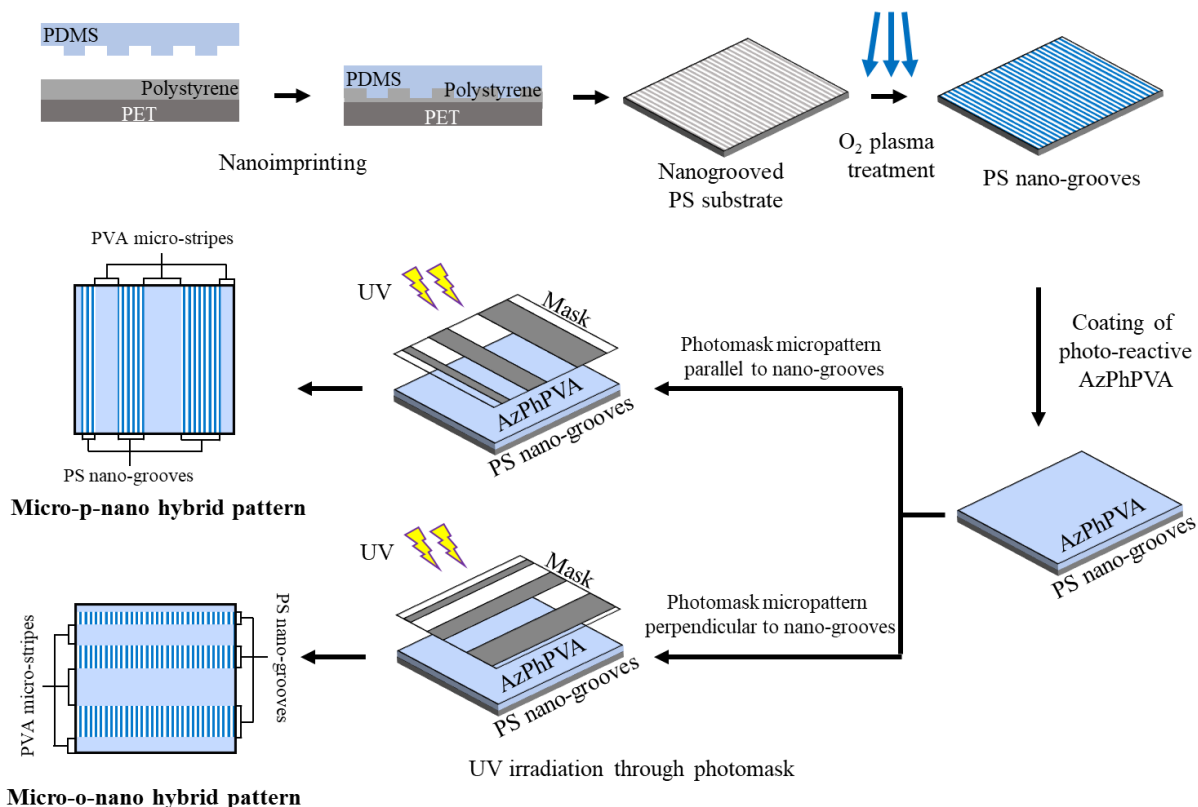 PDMS
Polystyrene
PET
PDMS
Polystyrene
PET
Nanoimprinting
Nanogrooved
PS substrate
O₂ plasma
treatment
PS nano-grooves
PVA micro-stripes
PS nano-grooves
Micro-p-nano hybrid pattern
UV
Mask
AzPhPVA
PS nano-grooves
Photomask micropattern
parallel to nano-grooves
Coating of
photo-reactive
AzPhPVA
AzPhPVA
PS nano-grooves
PVA micro-stripes
PS nano-grooves
Micro-o-nano hybrid pattern
UV
Mask
AzPhPVA
PS nano-grooves
Photomask micropattern
perpendicular to nano-grooves
UV irradiation through photomask